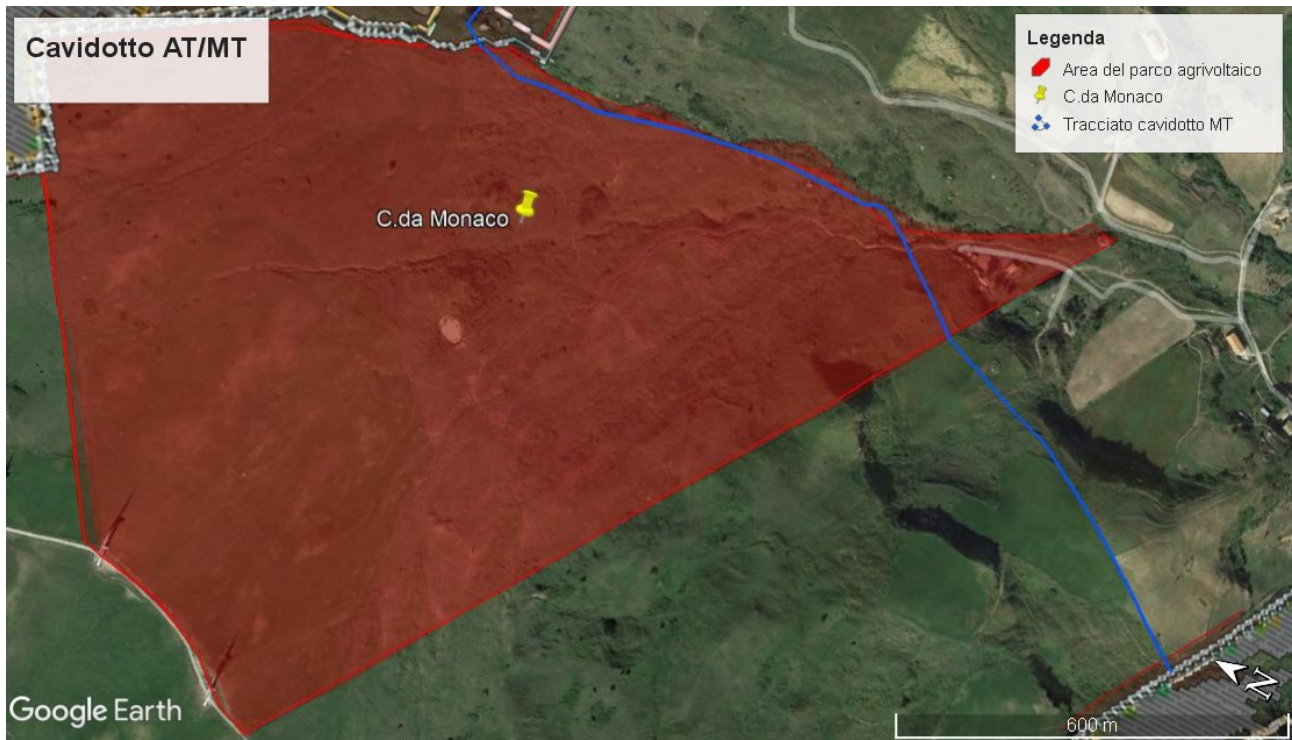 Cavidotto AT/MT
Legenda
Area del parco agrivoltaico
C.da Monaco
Tracciato cavidotto MT
C.da Monaco
Google Earth
N
600 m